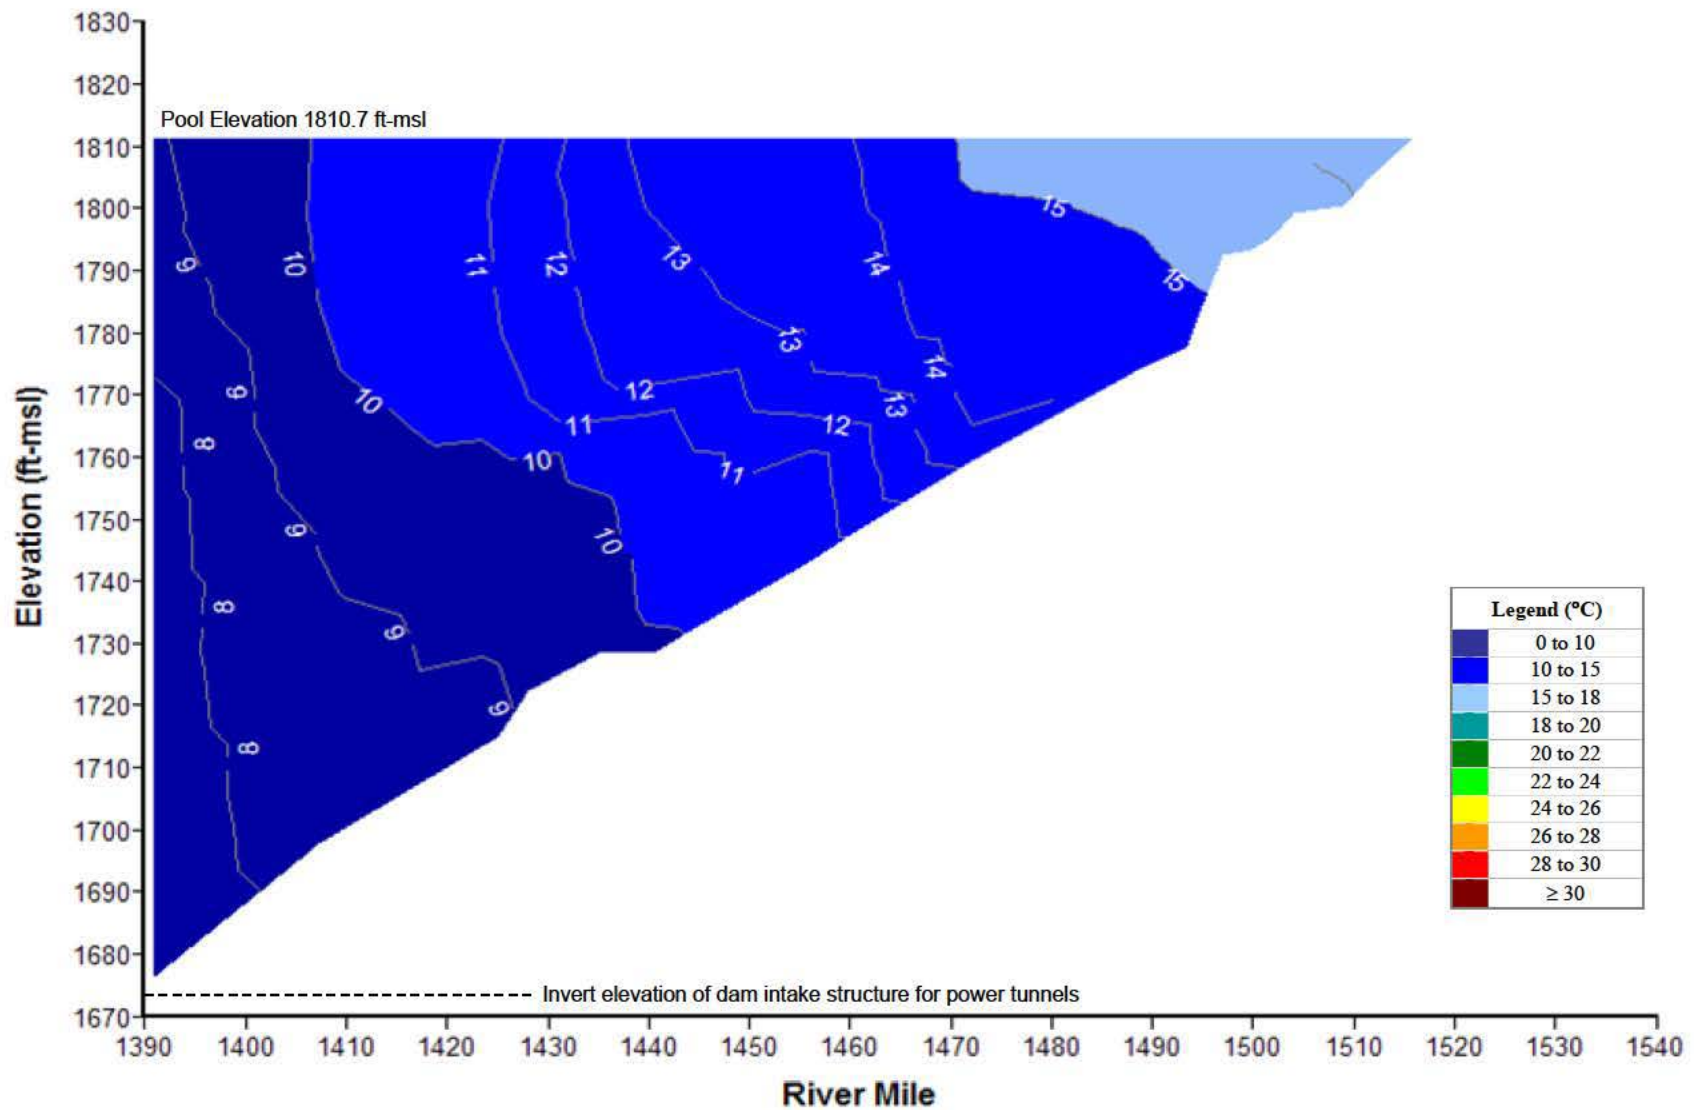 1830
1820
Pool Elevation 1810.7 ft-msl
1810
1800
15
1790
9
10
11
12
13
14
15
1780
13
14
1770
9
10
12
13
11
12
1760
8
10
11
1750
9
10
1740
8
1730
9
1720
9
1710
8
1700
1690
1680
1670
Elevation (ft-msl)
Legend (°C)
0 to 10
10 to 15
15 to 18
18 to 20
20 to 22
22 to 24
24 to 26
26 to 28
28 to 30
≥ 30
Invert elevation of dam intake structure for power tunnels
1390 1400 1410 1420 1430 1440 1450 1460 1470 1480 1490 1500 1510 1520 1530 1540
River Mile